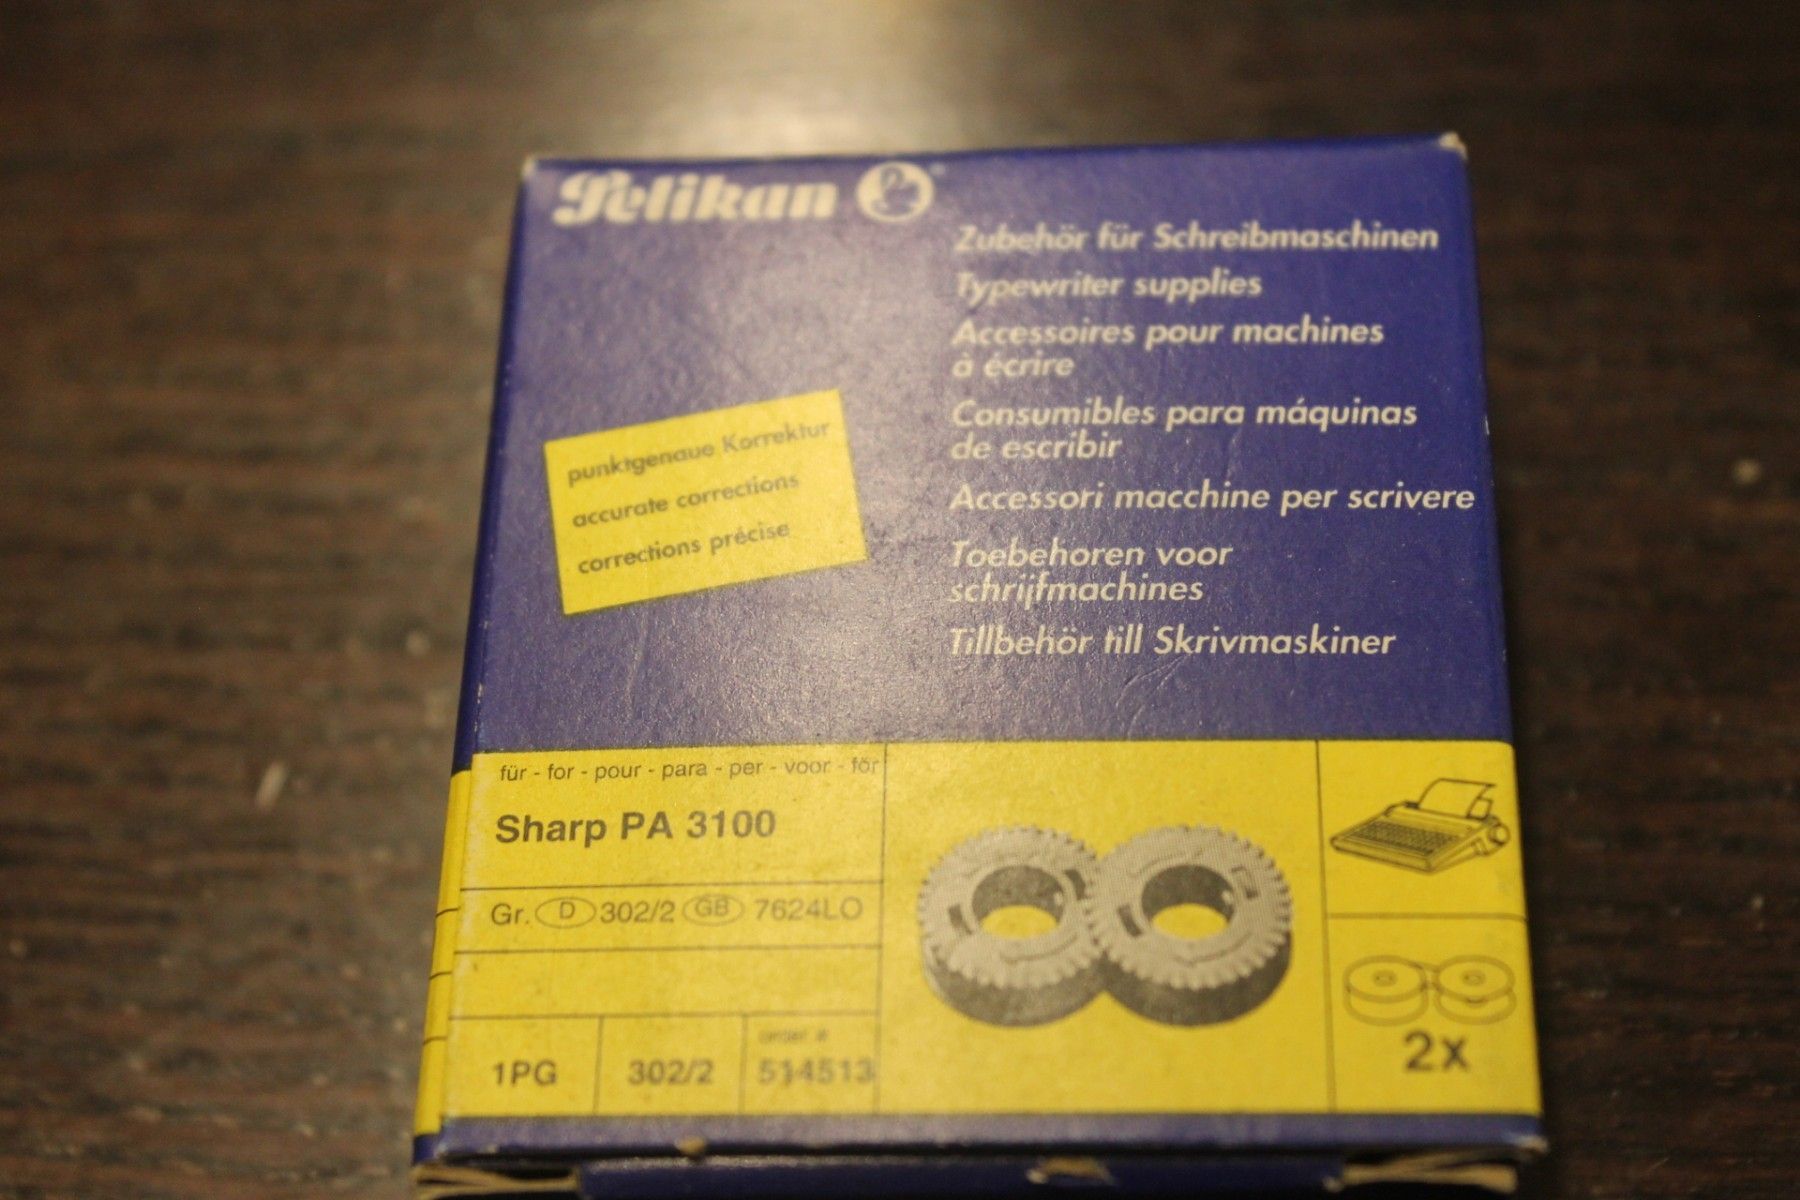 Pelikan
Zubehör für Schreibmaschinen
Typewriter supplies
Accessoires pour machines
à écrire
Consumibles para máquinas
de escribir
Accessori macchine per scrivere
Toebehoren voor
schrijfmachines
Tillbehör till Skrivmaskiner
punktgenaue Korrektur
accurate corrections
corrections précise
für - for - pour - para - per - voor - för
Sharp PA 3100
Gr. D 302/2 GB 7624LO
order #
1PG 302/2 514513
2x